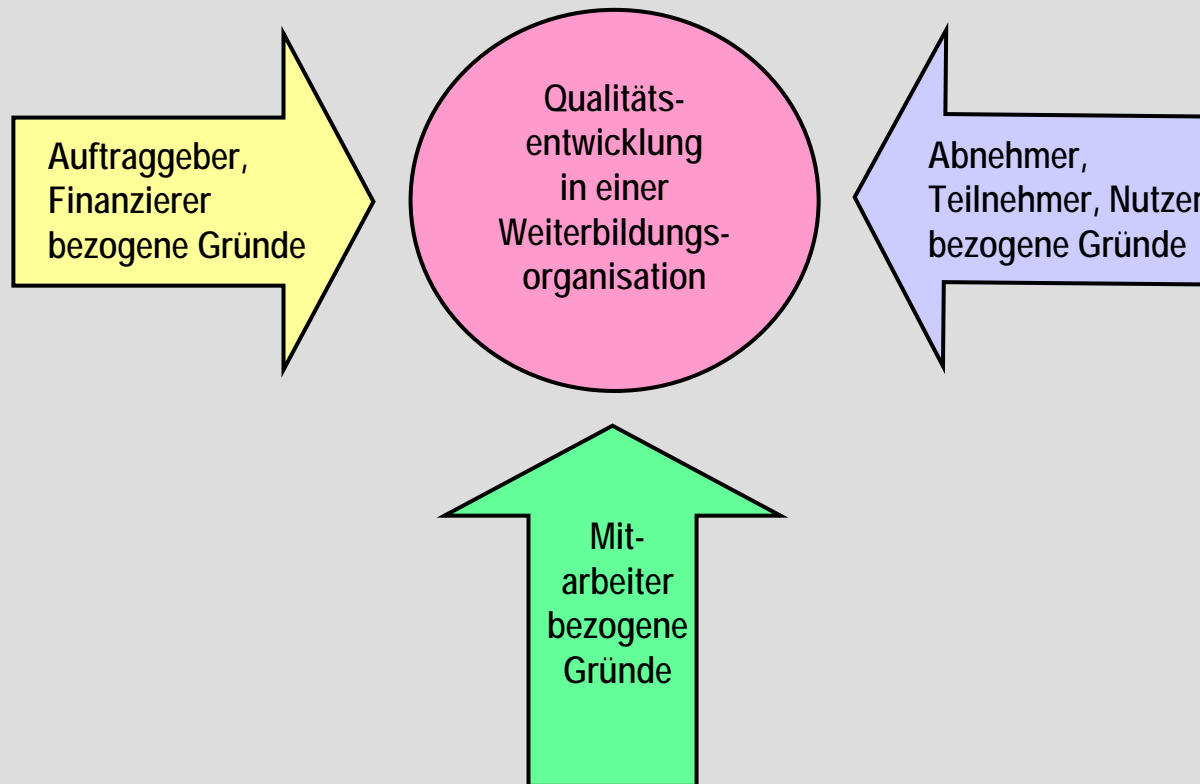 Auftraggeber,
Finanzierer
bezogene Gründe
Qualitäts-
entwicklung
in einer
Weiterbildungs-
organisation
Abnehmer,
Teilnehmer, Nutzer
bezogene Gründe
Mit-
arbeiter
bezogene
Gründe